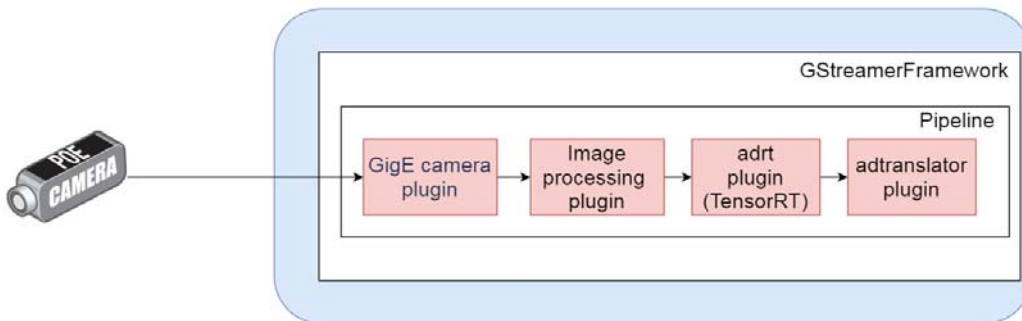 GStreamerFramework
Pipeline
POE
CAMERA
GigE camera
plugin
Image
processing
plugin
adrt
plugin
(TensorRT)
adtranslator
plugin